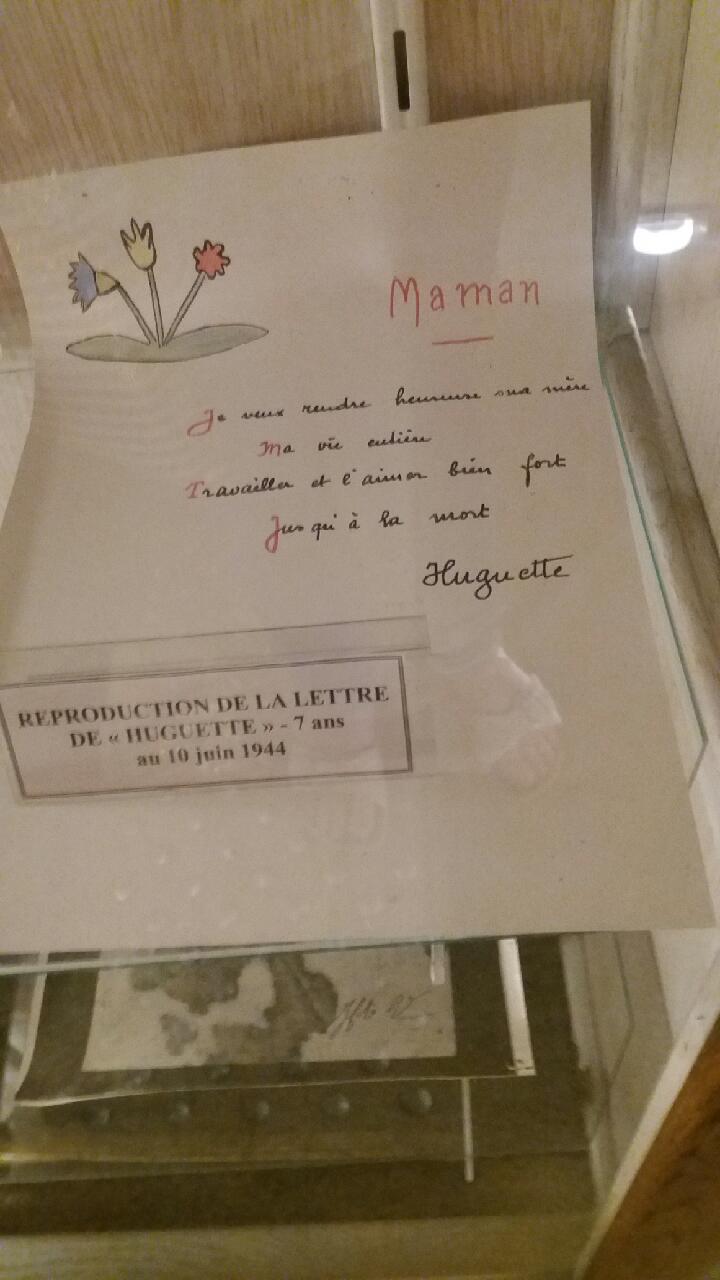 Maman
Je veux rendre heureuse ma mère
Ma vie entière
Travailler et l'aimer bien fort
Jusqu'à la mort
Huguette
REPRODUCTION DE LA LETTRE
DE « HUGUETTE » - 7 ans
au 10 juin 1944